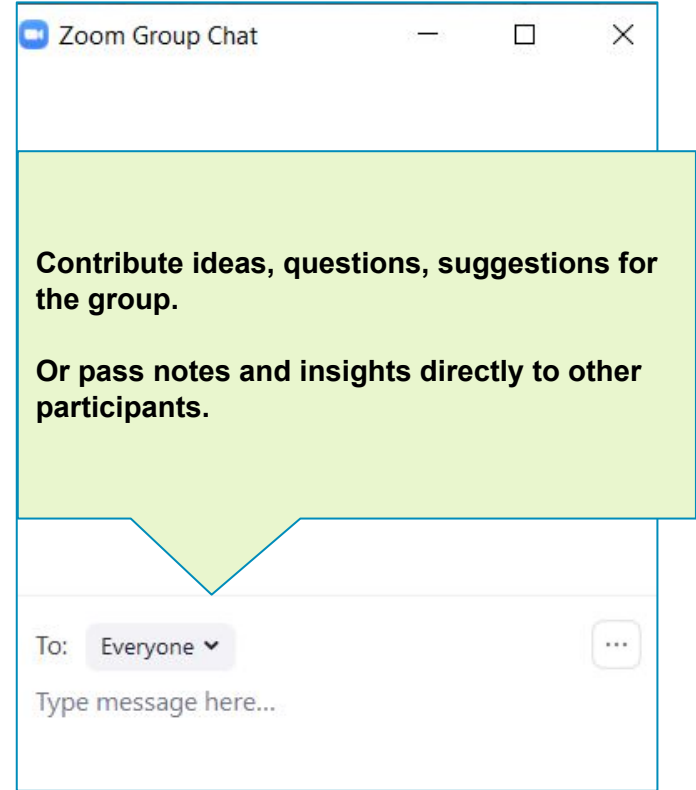 Zoom Group Chat
Contribute ideas, questions, suggestions for
the group.
Or pass notes and insights directly to other
participants.
To: Everyone
Type message here...